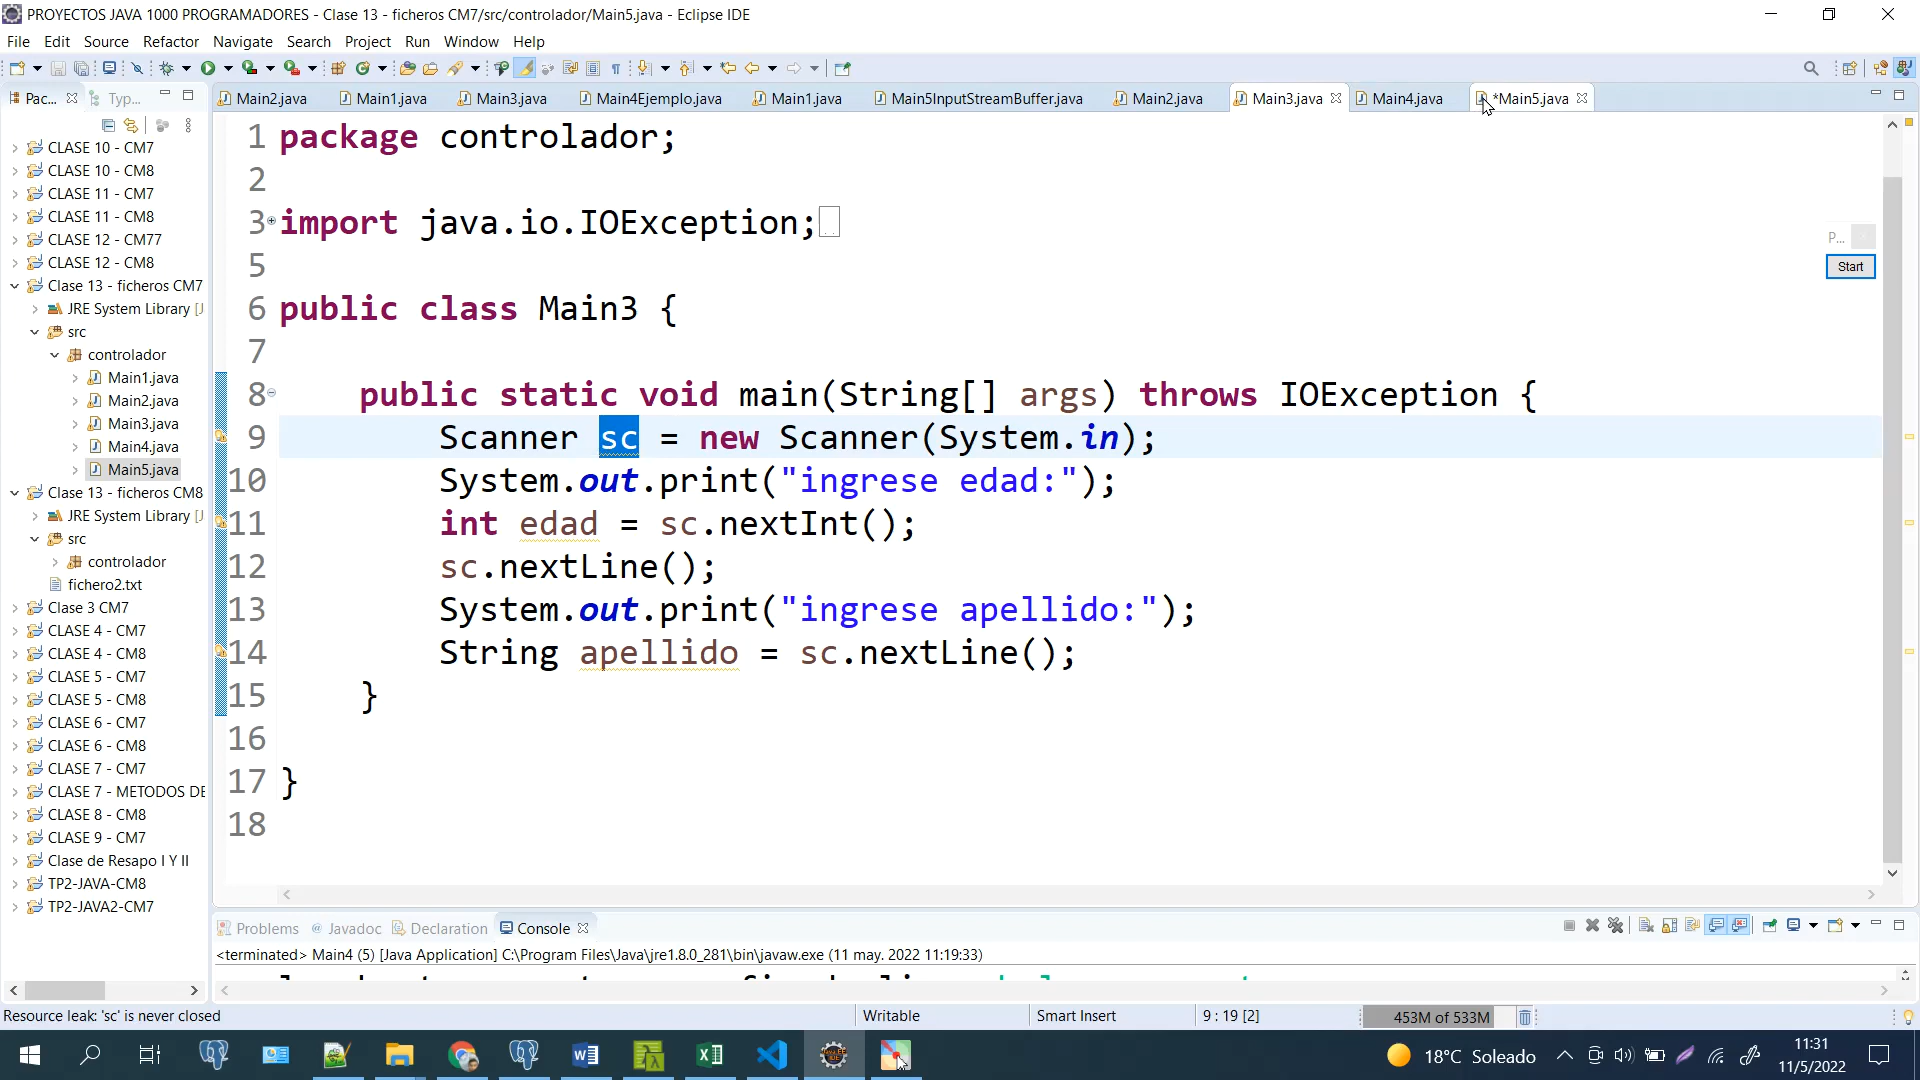 PROYECTOS JAVA 1000 PROGRAMADORES - Clase 13 - ficheros CM7/src/controlador/Main5.java - Eclipse IDE
File Edit Source Refactor Navigate Search Project Run Window Help
Pac... Typ...
Main2.java Main1.java Main3.java Main4Ejemplo.java Main1.java Main5InputStreamBuffer.java Main2.java Main3.java Main4.java *Main5.java
CLASE 10 - CM7
CLASE 10 - CM8
CLASE 11 - CM7
CLASE 11 - CM8
CLASE 12 - CM77
CLASE 12 - CM8
Clase 13 - ficheros CM7
JRE System Library [J
src
controlador
Main1.java
Main2.java
Main3.java
Main4.java
Main5.java
Clase 13 - ficheros CM8
JRE System Library [J
src
controlador
fichero2.txt
Clase 3 CM7
CLASE 4 - CM7
CLASE 4 - CM8
CLASE 5 - CM7
CLASE 5 - CM8
CLASE 6 - CM7
CLASE 6 - CM8
CLASE 7 - CM7
CLASE 7 - METODOS DE
CLASE 8 - CM8
CLASE 9 - CM7
Clase de Resapo I Y II
TP2-JAVA-CM8
TP2-JAVA2-CM7
1 package controlador;
2
3 import java.io.IOException;
5
6 public class Main3 {
7
8 public static void main(String[] args) throws IOException {
9 Scanner sc = new Scanner(System.in);
10 System.out.print("ingrese edad:");
11 int edad = sc.nextInt();
12 sc.nextLine();
13 System.out.print("ingrese apellido:");
14 String apellido = sc.nextLine();
15 }
16
17 }
18
P...
Start
Problems @ Javadoc Declaration Console
<terminated> Main4 (5) [Java Application] C:\Program Files\Java\jre1.8.0_281\bin\javaw.exe (11 may. 2022 11:19:33)
Resource leak: 'sc' is never closed Writable Smart Insert 9 : 19 [2] 453M of 533M
18°C Soleado
11:31
11/5/2022